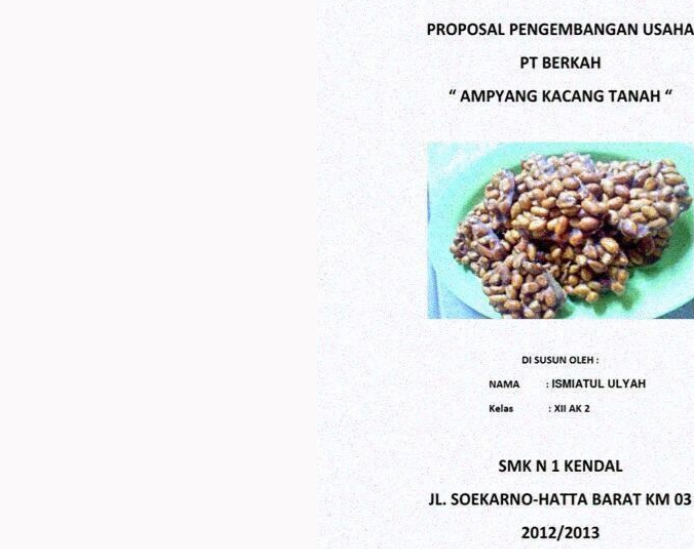 PROPOSAL PENGEMBANGAN USAHA
PT BERKAH
“ AMPYANG KACANG TANAH “
DI SUSUN OLEH :
NAMA : ISMIATUL ULYAH
Kelas : XII AK 2
SMK N 1 KENDAL
JL. SOEKARNO-HATTA BARAT KM 03
2012/2013